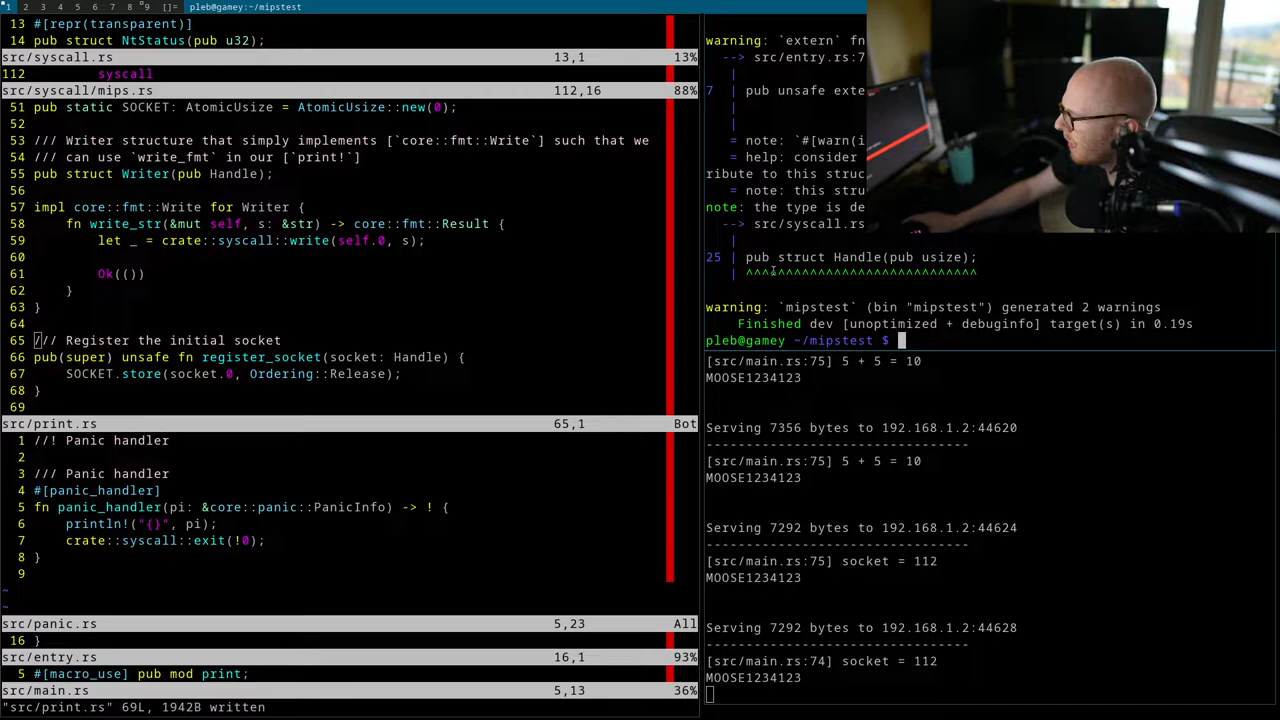 1 2 3 4 5 6 7 8 9 []= pleb@gamey:~/mipstest
13 #[repr(transparent)]
14 pub struct NtStatus(pub u32);
src/syscall.rs 13,1 13%
112 syscall
src/syscall/mips.rs 112,16 88%
51 pub static SOCKET: AtomicUsize = AtomicUsize::new(0);
52
53 /// Writer structure that simply implements [`core::fmt::Write`] such that we
54 /// can use `write_fmt` in our [`print!`]
55 pub struct Writer(pub Handle);
56
57 impl core::fmt::Write for Writer {
58 fn write_str(&mut self, s: &str) -> core::fmt::Result {
59 let _ = crate::syscall::write(self.0, s);
60
61 Ok(())
62 }
63 }
64
65 /// Register the initial socket
66 pub(super) unsafe fn register_socket(socket: Handle) {
67 SOCKET.store(socket.0, Ordering::Release);
68 }
69
src/print.rs 65,1 Bot
1 //! Panic handler
2
3 /// Panic handler
4 #[panic_handler]
5 fn panic_handler(pi: &core::panic::PanicInfo) -> ! {
6 println!("{}", pi);
7 crate::syscall::exit(!0);
8 }
9
~
~
src/panic.rs 5,23 All
16 }
src/entry.rs 16,1 93%
5 #[macro_use] pub mod print;
src/main.rs 5,13 36%
"src/print.rs" 69L, 1942B written
warning: `extern` fn
--> src/entry.rs:7
|
7 | pub unsafe exte
|
|
= note: `#[warn(i
= help: consider
ribute to this struc
= note: this stru
note: the type is de
--> src/syscall.rs
|
25 | pub struct Handle(pub usize);
| ^^^^^^^^^^^^^^^^^^^^^^^^^^^^^
warning: `mipstest` (bin "mipstest") generated 2 warnings
Finished dev [unoptimized + debuginfo] target(s) in 0.19s
pleb@gamey ~/mipstest $
[src/main.rs:75] 5 + 5 = 10
MOOSE1234123
Serving 7356 bytes to 192.168.1.2:44620
---------------------------------
[src/main.rs:75] 5 + 5 = 10
MOOSE1234123
Serving 7292 bytes to 192.168.1.2:44624
---------------------------------
[src/main.rs:75] socket = 112
MOOSE1234123
Serving 7292 bytes to 192.168.1.2:44628
---------------------------------
[src/main.rs:74] socket = 112
MOOSE1234123